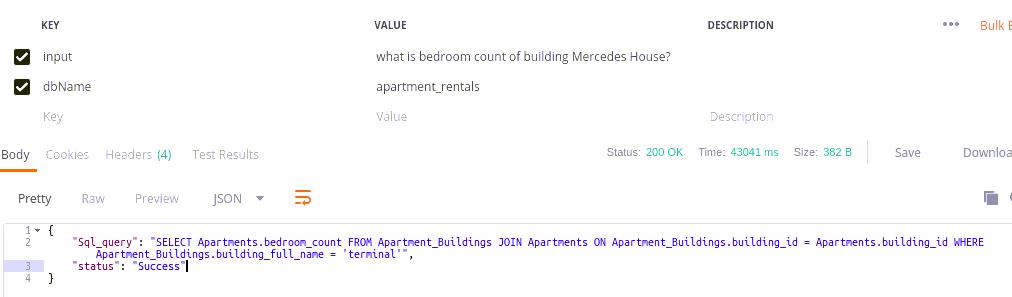 KEY VALUE DESCRIPTION ••• Bulk E
input what is bedroom count of building Mercedes House?
dbName apartment_rentals
Key Value Description
Body Cookies Headers (4) Test Results Status: 200 OK Time: 43041 ms Size: 382 B Save Downloa
Pretty Raw Preview JSON
1 {
2 "Sql_query": "SELECT Apartments.bedroom_count FROM Apartment_Buildings JOIN Apartments ON Apartment_Buildings.building_id = Apartments.building_id WHERE
Apartment_Buildings.building_full_name = 'terminal'",
3 "status": "Success"
4 }